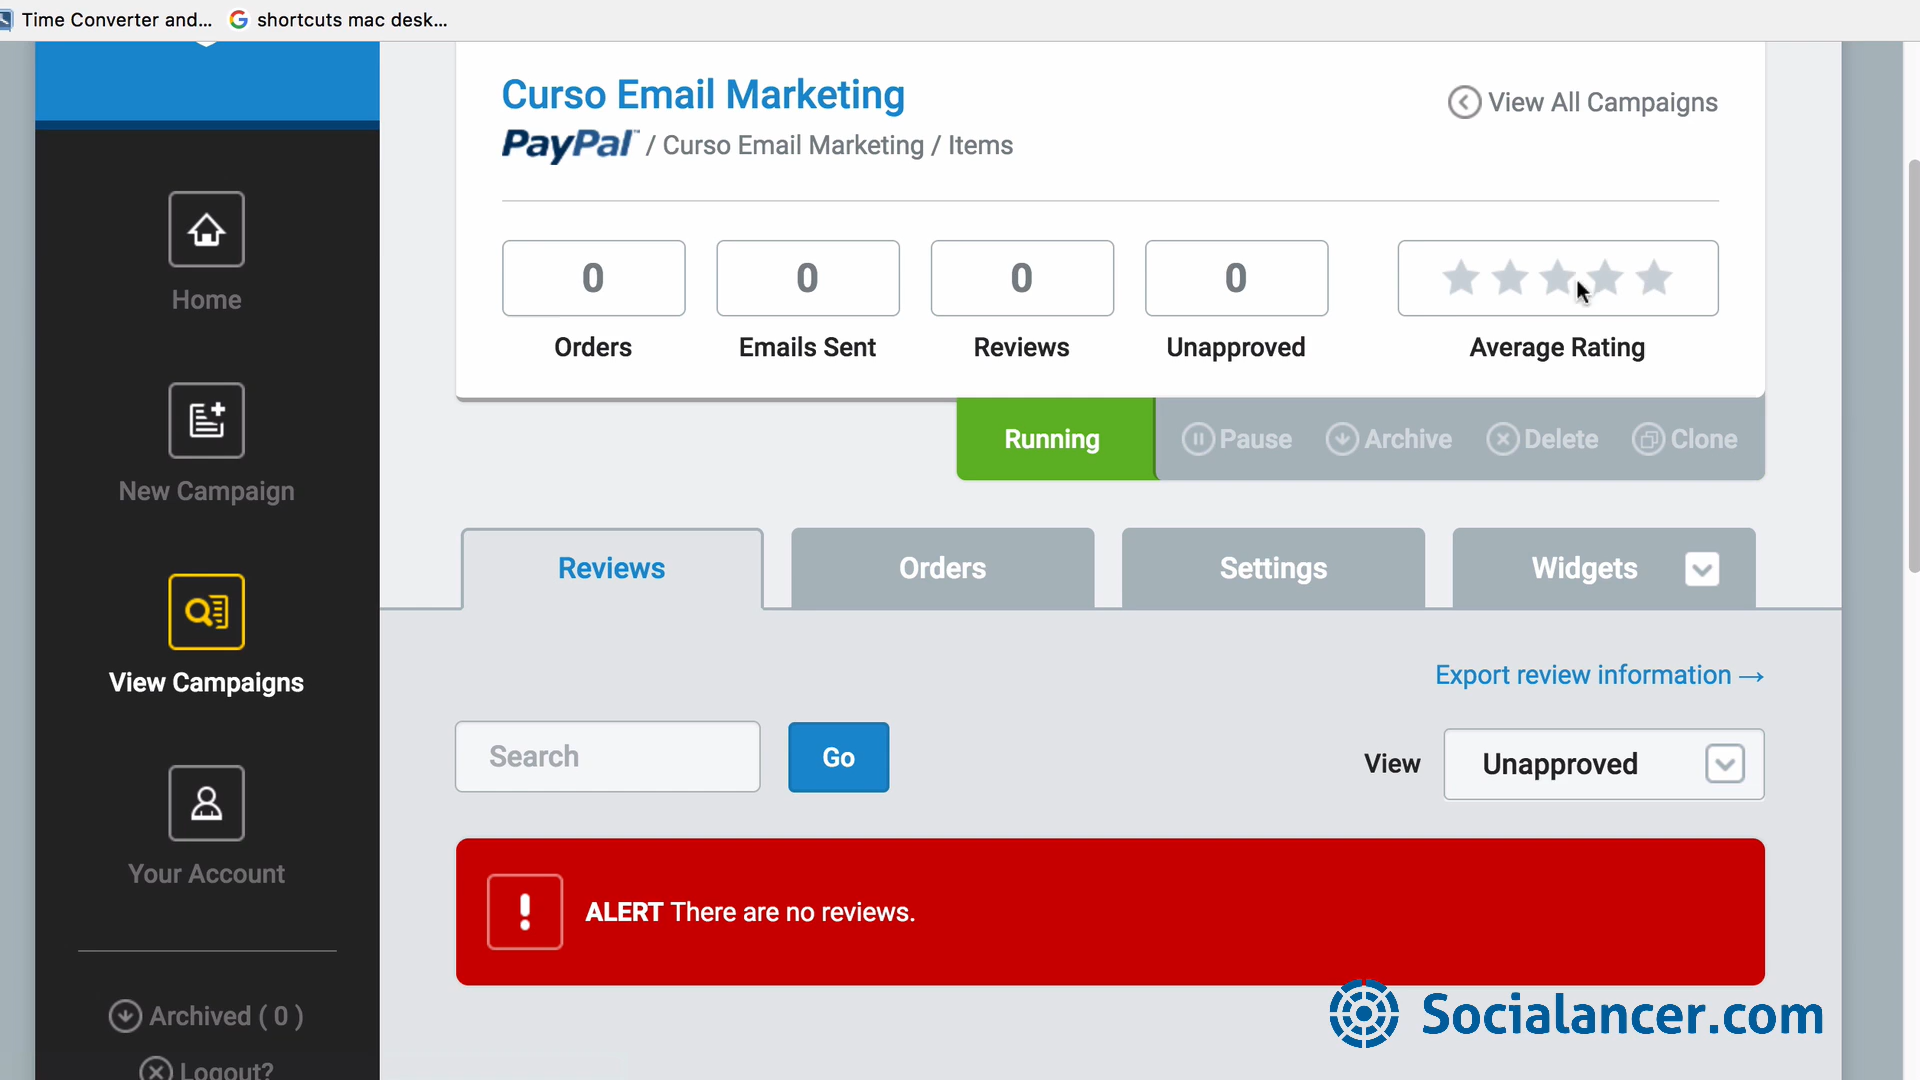 Time Converter and...
shortcuts mac desk...
Curso Email Marketing
View All Campaigns
PayPal™ / Curso Email Marketing / Items
0
0
0
0
Orders
Emails Sent
Reviews
Unapproved
Average Rating
Running
Pause
Archive
Delete
Clone
Home
New Campaign
View Campaigns
Your Account
Archived ( 0 )
Logout?
Reviews
Orders
Settings
Widgets
Export review information →
Search
Go
View
Unapproved
! ALERT There are no reviews.
Socialancer.com